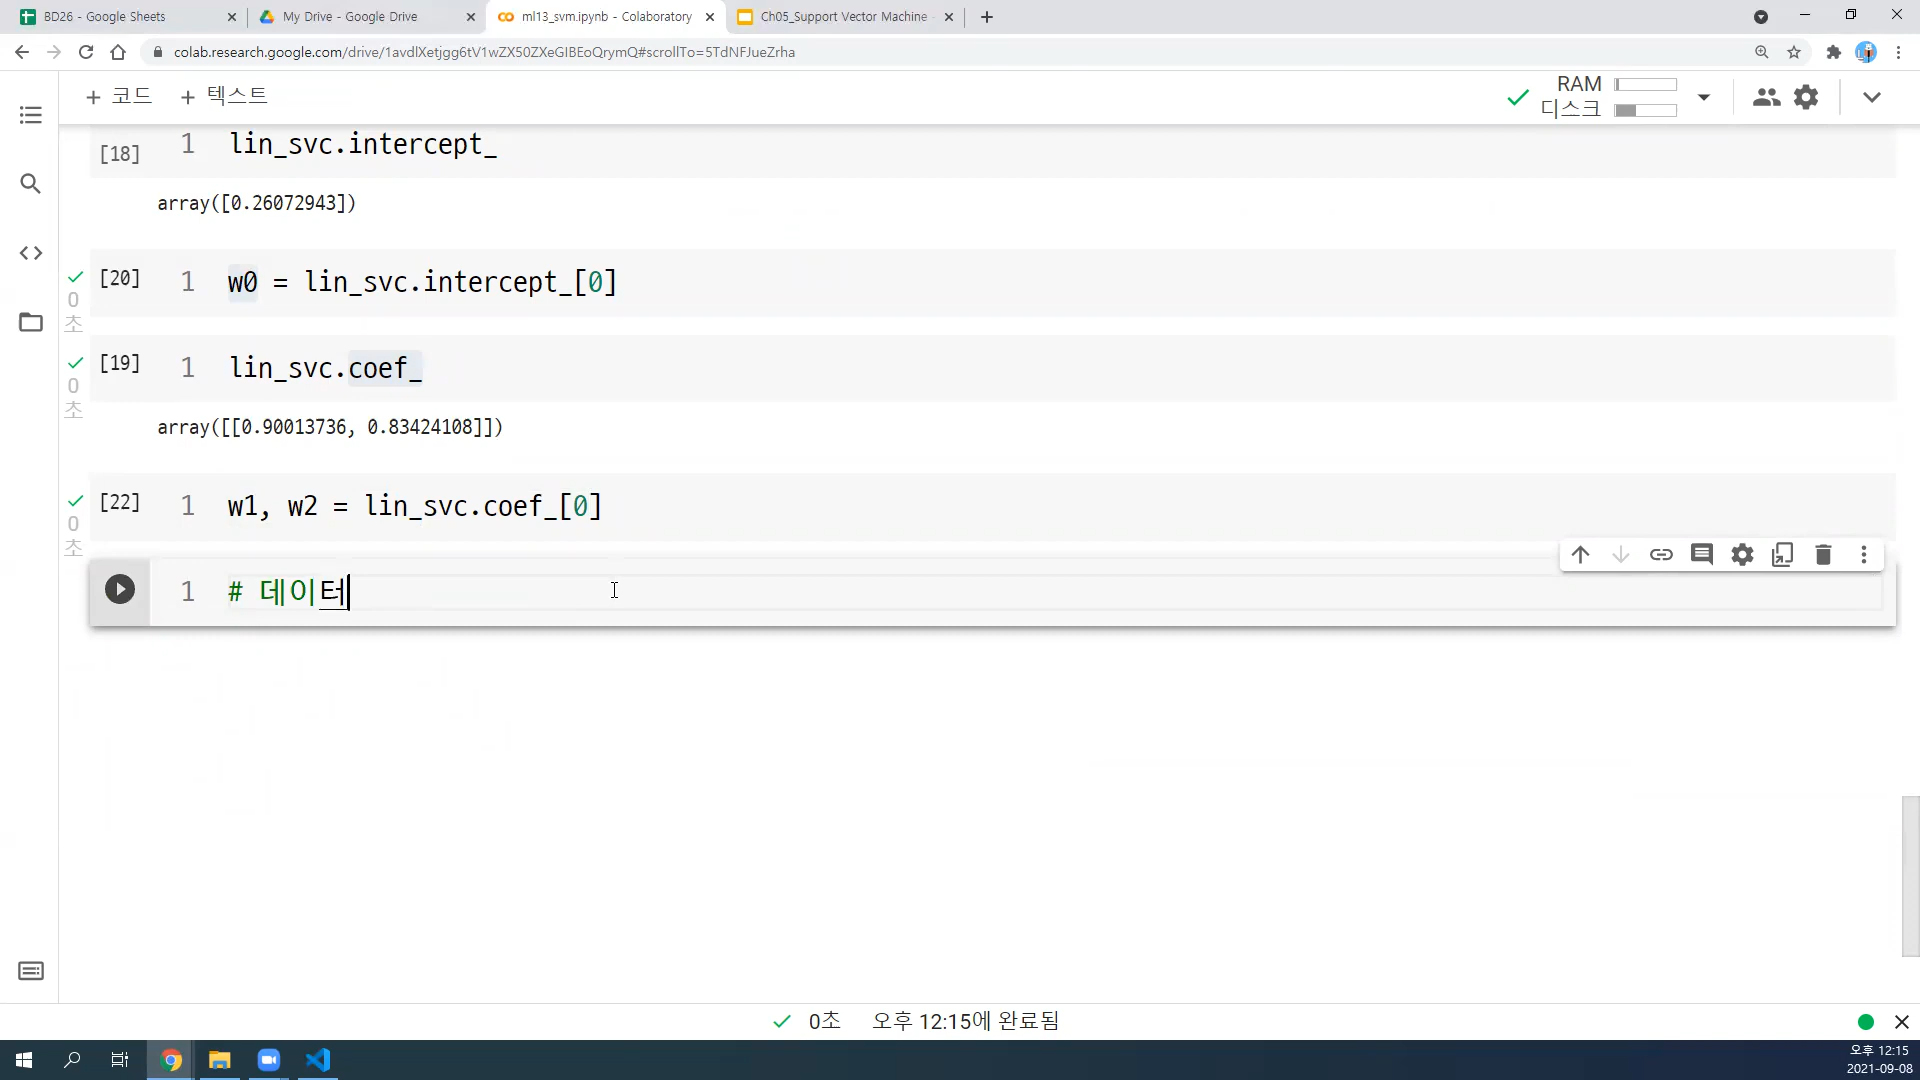 BD26 - Google Sheets
My Drive - Google Drive
ml13_svm.ipynb - Colaboratory
Ch05_Support Vector Machine
colab.research.google.com/drive/1avdlXetjgg6tV1wZX50ZXeGIBEoQrymQ#scrollTo=5TdNFJueZrha
+ 코드 + 텍스트
RAM
디스크
[18] 1 lin_svc.intercept_
array([0.26072943])
[20] 1 w0 = lin_svc.intercept_[0]
0
초
[19] 1 lin_svc.coef_
0
초
array([[0.90013736, 0.83424108]])
[22] 1 w1, w2 = lin_svc.coef_[0]
0
초
1 # 데이터
0초 오후 12:15에 완료됨
오후 12:15
2021-09-08